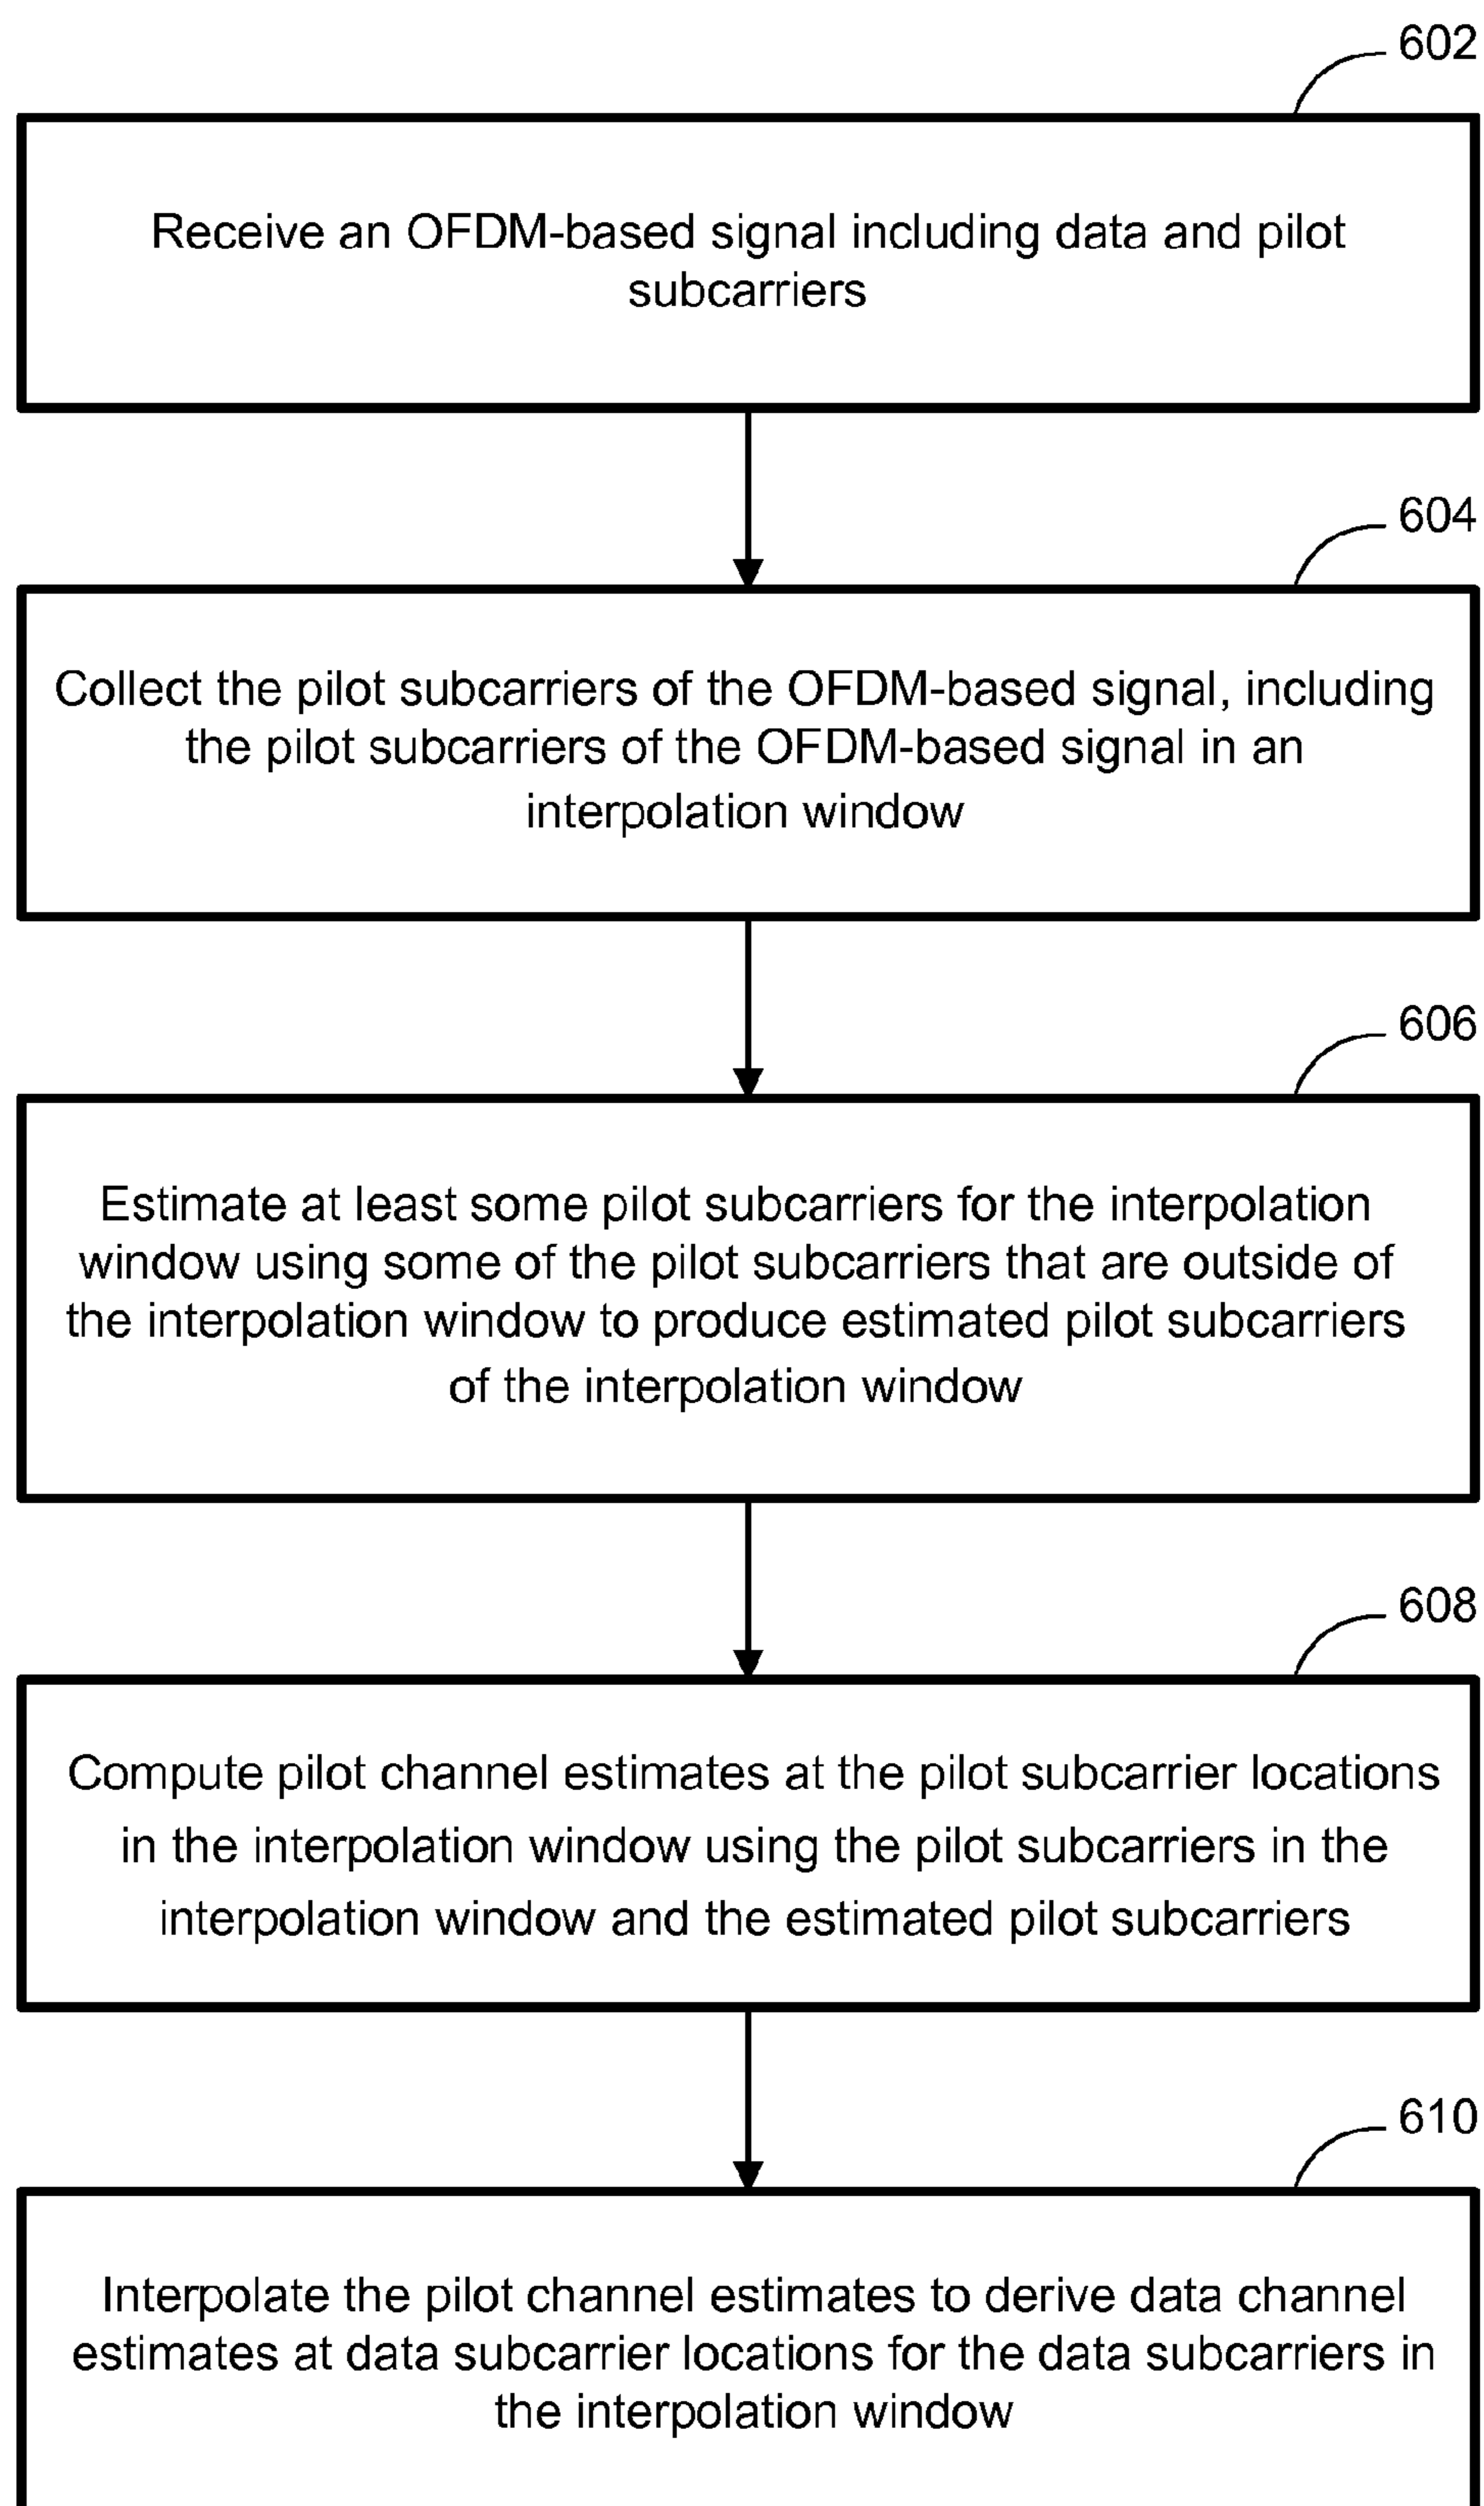 602
Receive an OFDM-based signal including data and pilot
subcarriers
604
Collect the pilot subcarriers of the OFDM-based signal, including
the pilot subcarriers of the OFDM-based signal in an
interpolation window
606
Estimate at least some pilot subcarriers for the interpolation
window using some of the pilot subcarriers that are outside of
the interpolation window to produce estimated pilot subcarriers
of the interpolation window
608
Compute pilot channel estimates at the pilot subcarrier locations
in the interpolation window using the pilot subcarriers in the
interpolation window and the estimated pilot subcarriers
610
Interpolate the pilot channel estimates to derive data channel
estimates at data subcarrier locations for the data subcarriers in
the interpolation window